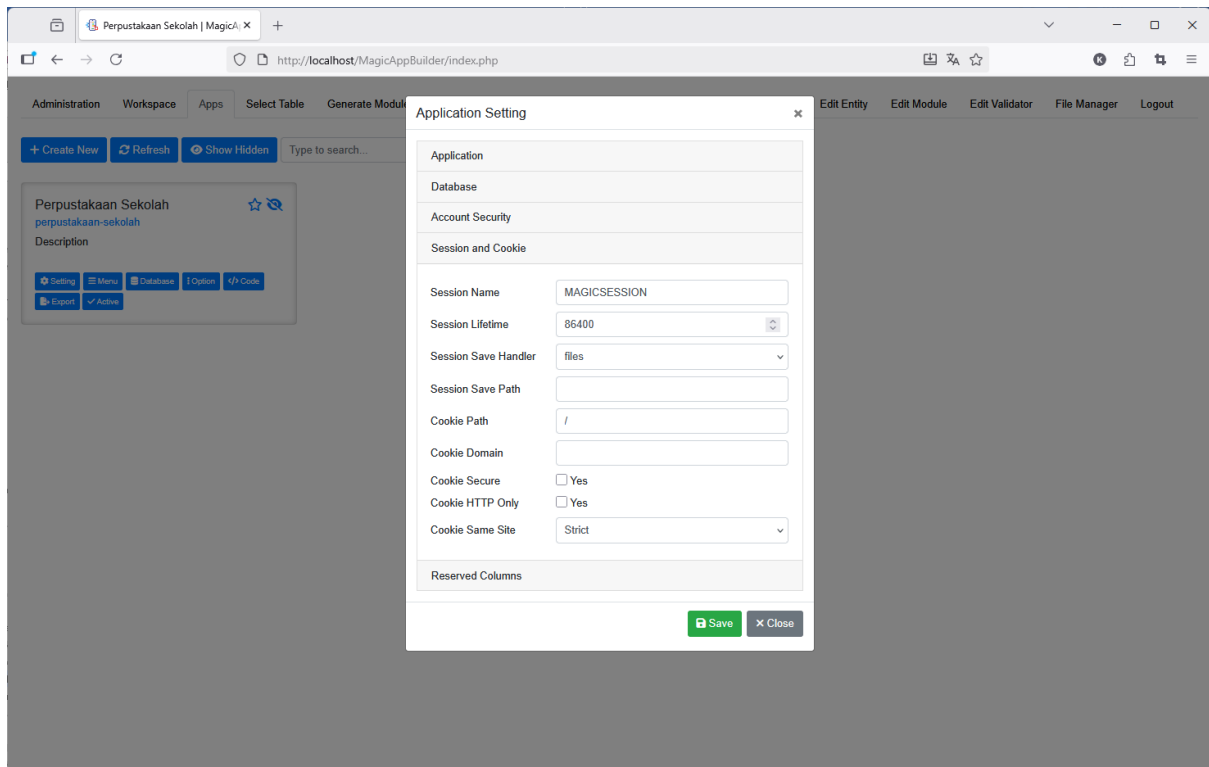 Perpustakaan Sekolah | MagicA
http://localhost/MagicAppBuilder/index.php
K
Administration Workspace Apps Select Table Generate Module Edit Entity Edit Module Edit Validator File Manager Logout
+ Create New Refresh Show Hidden Type to search...
Perpustakaan Sekolah
perpustakaan-sekolah
Description
Setting Menu Database Option Code
Export Active
Application Setting
Application
Database
Account Security
Session and Cookie
Session Name MAGICSESSION
Session Lifetime 86400
Session Save Handler files
Session Save Path
Cookie Path /
Cookie Domain
Cookie Secure Yes
Cookie HTTP Only Yes
Cookie Same Site Strict
Reserved Columns
Save Close